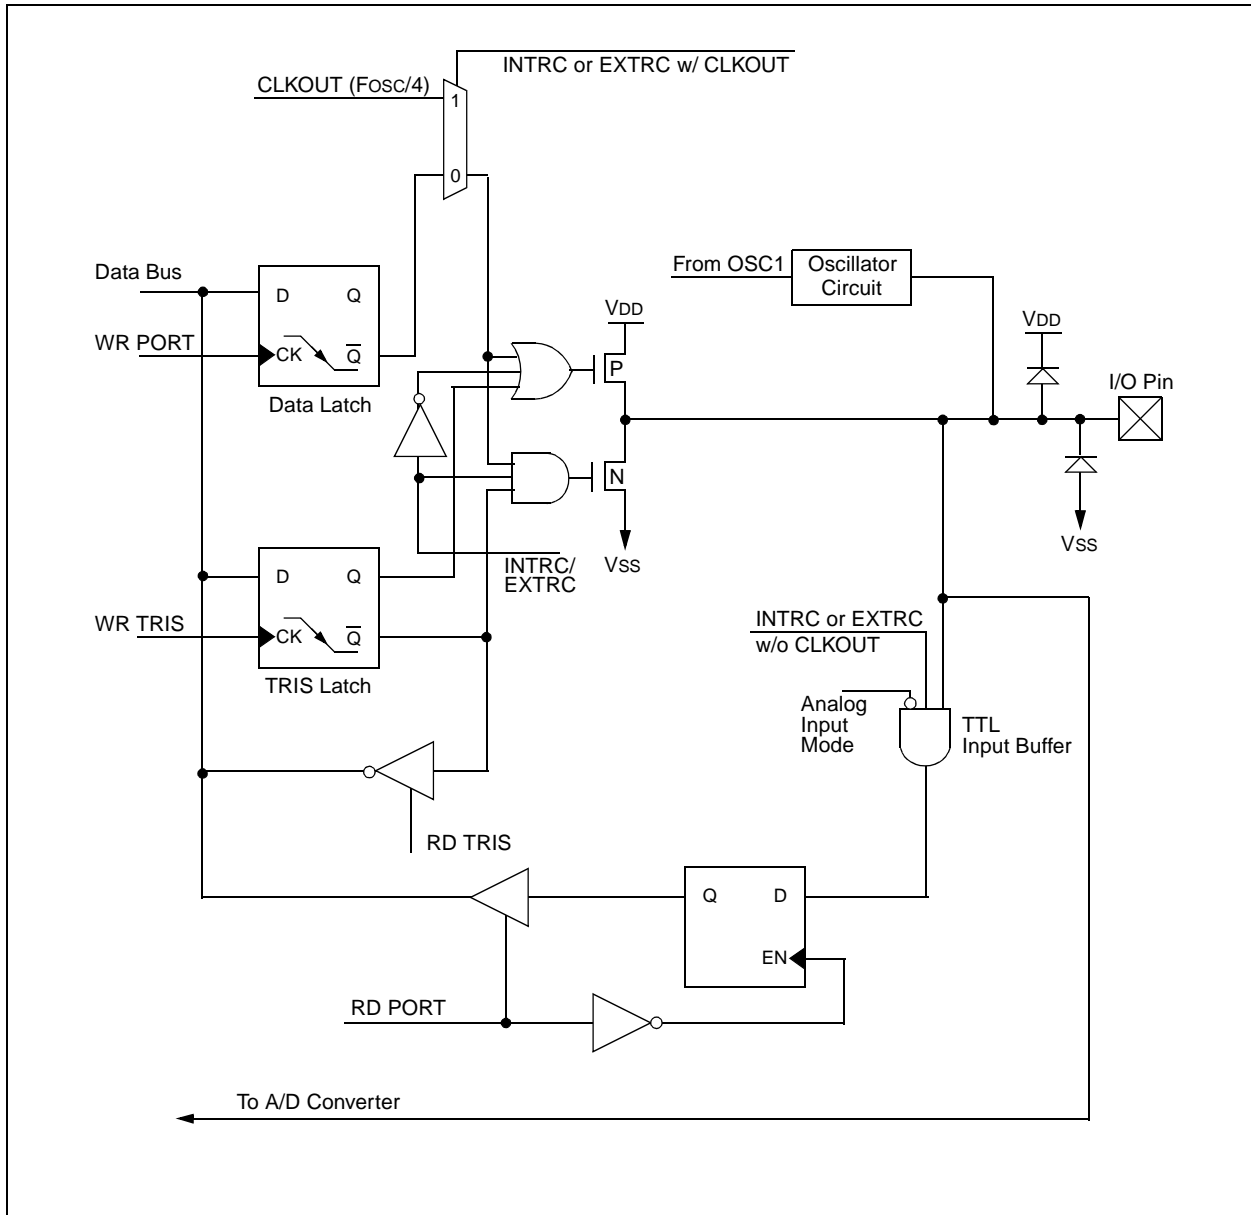 INTRC or EXTRC w/ CLKOUT
CLKOUT (FOSC/4)
1
0
From OSC1
Oscillator
Circuit
Data Bus
D
Q
VDD
VDD
WR PORT
CK
Q
P
I/O Pin
Data Latch
N
INTRC/
EXTRC
VSS
VSS
D
Q
WR TRIS
CK
Q
TRIS Latch
INTRC or EXTRC
w/o CLKOUT
Analog
Input
Mode
TTL
Input Buffer
RD TRIS
Q
D
EN
RD PORT
To A/D Converter